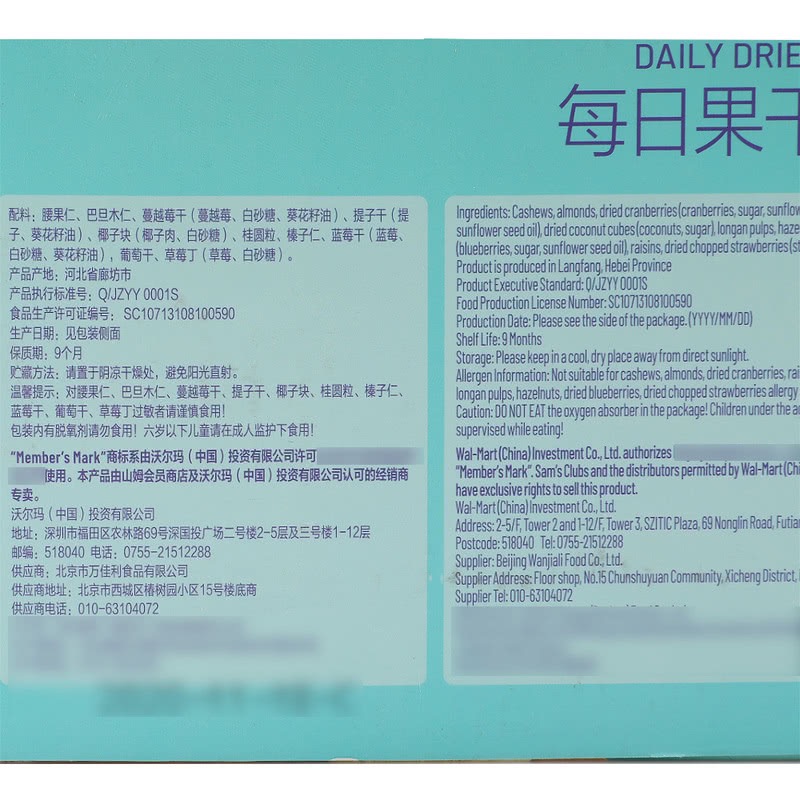 DAILY DRIE
每日果干
配料：腰果仁、巴旦木仁、蔓越莓干（蔓越莓、白砂糖、葵花籽油）、提子干（提
子、葵花籽油）、椰子块（椰子肉、白砂糖）、桂圆粒、榛子仁、蓝莓干（蓝莓、
白砂糖、葵花籽油），葡萄干、草莓丁（草莓、白砂糖）。
产品产地：河北省廊坊市
产品执行标准号：Q/JZYY 0001S
食品生产许可证编号：SC10713108100590
生产日期：见包装侧面
保质期：9个月
贮藏方法：请置于阴凉干燥处，避免阳光直射。
温馨提示：对腰果仁、巴旦木仁、蔓越莓干、提子干、椰子块、桂圆粒、榛子仁、
蓝莓干、葡萄干、草莓丁过敏者请谨慎食用！
包装内有脱氧剂请勿食用！六岁以下儿童请在成人监护下食用！
“Member’s Mark”商标系由沃尔玛（中国）投资有限公司许可
使用。本产品由山姆会员商店及沃尔玛（中国）投资有限公司认可的经销商
专卖。
沃尔玛（中国）投资有限公司
地址：深圳市福田区农林路69号深国投广场二号楼2-5层及三号楼1-12层
邮编：518040 电话：0755-21512288
供应商：北京市万佳利食品有限公司
供应商地址：北京市西城区椿树园小区15号楼底商
供应商电话：010-63104072
Ingredients: Cashews, almonds, dried cranberries (cranberries, sugar, sunflow
sunflower seed oil), dried coconut cubes (coconuts, sugar), longan pulps, haze
(blueberries, sugar, sunflower seed oil), raisins, dried chopped strawberries (st
Product is produced in Langfang, Hebei Province
Product Executive Standard: Q/JZYY 0001S
Food Production License Number: SC10713108100590
Production Date: Please see the side of the package. (YYYY/MM/DD)
Shelf Life: 9 Months
Storage: Please keep in a cool, dry place away from direct sunlight.
Allergen Information: Not suitable for cashews, almonds, dried cranberries, rai
longan pulps, hazelnuts, dried blueberries, dried chopped strawberries allergy
Caution: DO NOT EAT the oxygen absorber in the package! Children under the a
supervised while eating!
Wal-Mart (China) Investment Co., Ltd. authorizes
“Member’s Mark”. Sam’s Clubs and the distributors permitted by Wal-Mart (Chi
have exclusive rights to sell this product.
Wal-Mart (China) Investment Co., Ltd.
Address: 2-5/F, Tower 2 and 1-12/F, Tower 3, SZITIC Plaza, 69 Nonglin Road, Futia
Postcode: 518040 Tel: 0755-21512288
Supplier: Beijing Wanjiali Food Co., Ltd.
Supplier Address: Floor shop, No.15 Chunshuyuan Community, Xicheng District,
Supplier Tel: 010-63104072